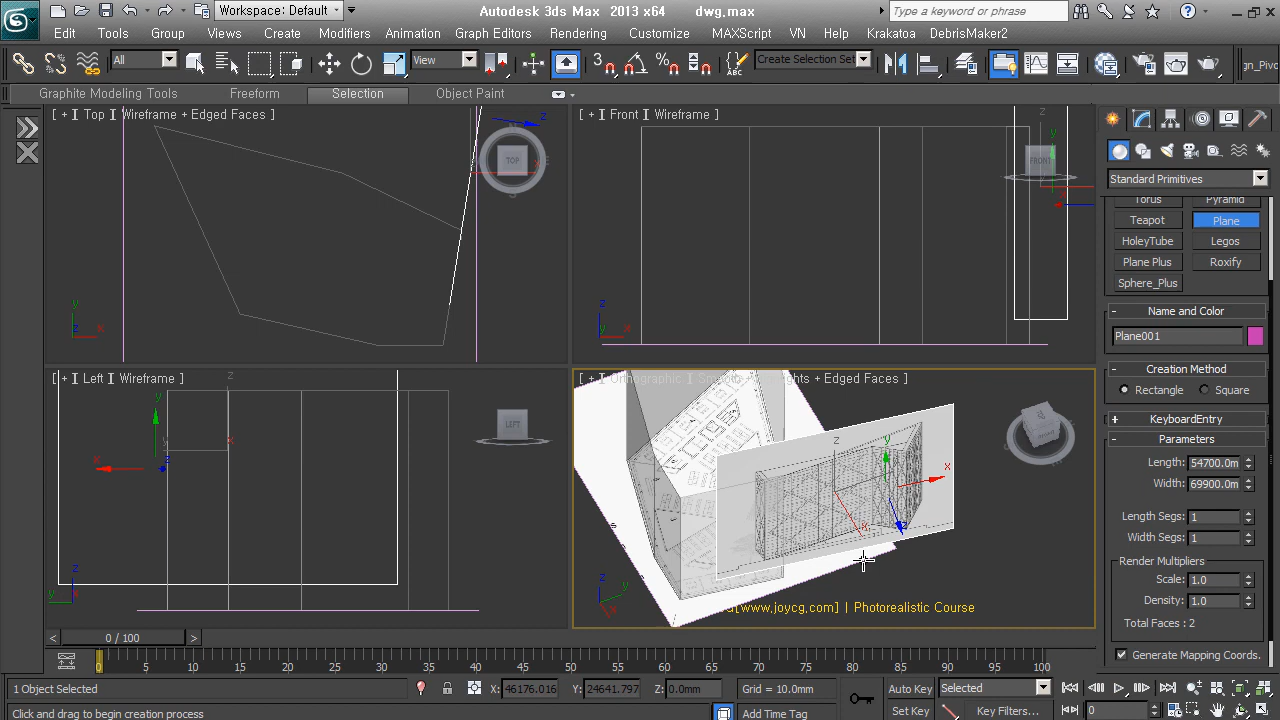 Workspace: Default
Autodesk 3ds Max 2013 x64
dwg.max
Type a keyword or phrase
Edit Tools Group Views Create Modifiers Animation Graph Editors Rendering Customize MAXScript VN Help Krakatoa DebrisMaker2
All
View
3
Create Selection Se
gn_Pivo
Graphite Modeling Tools Freeform Selection Object Paint
[ + ] Top ] Wireframe + Edged Faces ]
[ + ] Front ] Wireframe ]
TOP
FRONT
[ + ] Left ] Wireframe ]
LEFT
+ Edged Faces ]
[www.joycg.com] | Photorealistic Course
Standard Primitives
Torus Pyramid
Teapot Plane
HoleyTube Legos
Plane Plus Roxify
Sphere_Plus
- Name and Color
Plane001
- Creation Method
Rectangle Square
+ KeyboardEntry
- Parameters
Length: 54700.0m
Width: 69900.0m
Length Segs: 1
Width Segs: 1
Render Multipliers
Scale: 1.0
Density: 1.0
Total Faces : 2
Generate Mapping Coords.
< 0 / 100 >
0 5 10 15 20 25 30 35 40 45 50 55 60 65 70 75 80 85 90 95 100
1 Object Selected
X: 46176.016 Y: 24641.797 Z: 0.0mm Grid = 10.0mm
Auto Key Selected
Click and drag to begin creation process
Add Time Tag
Set Key Key Filters...
0